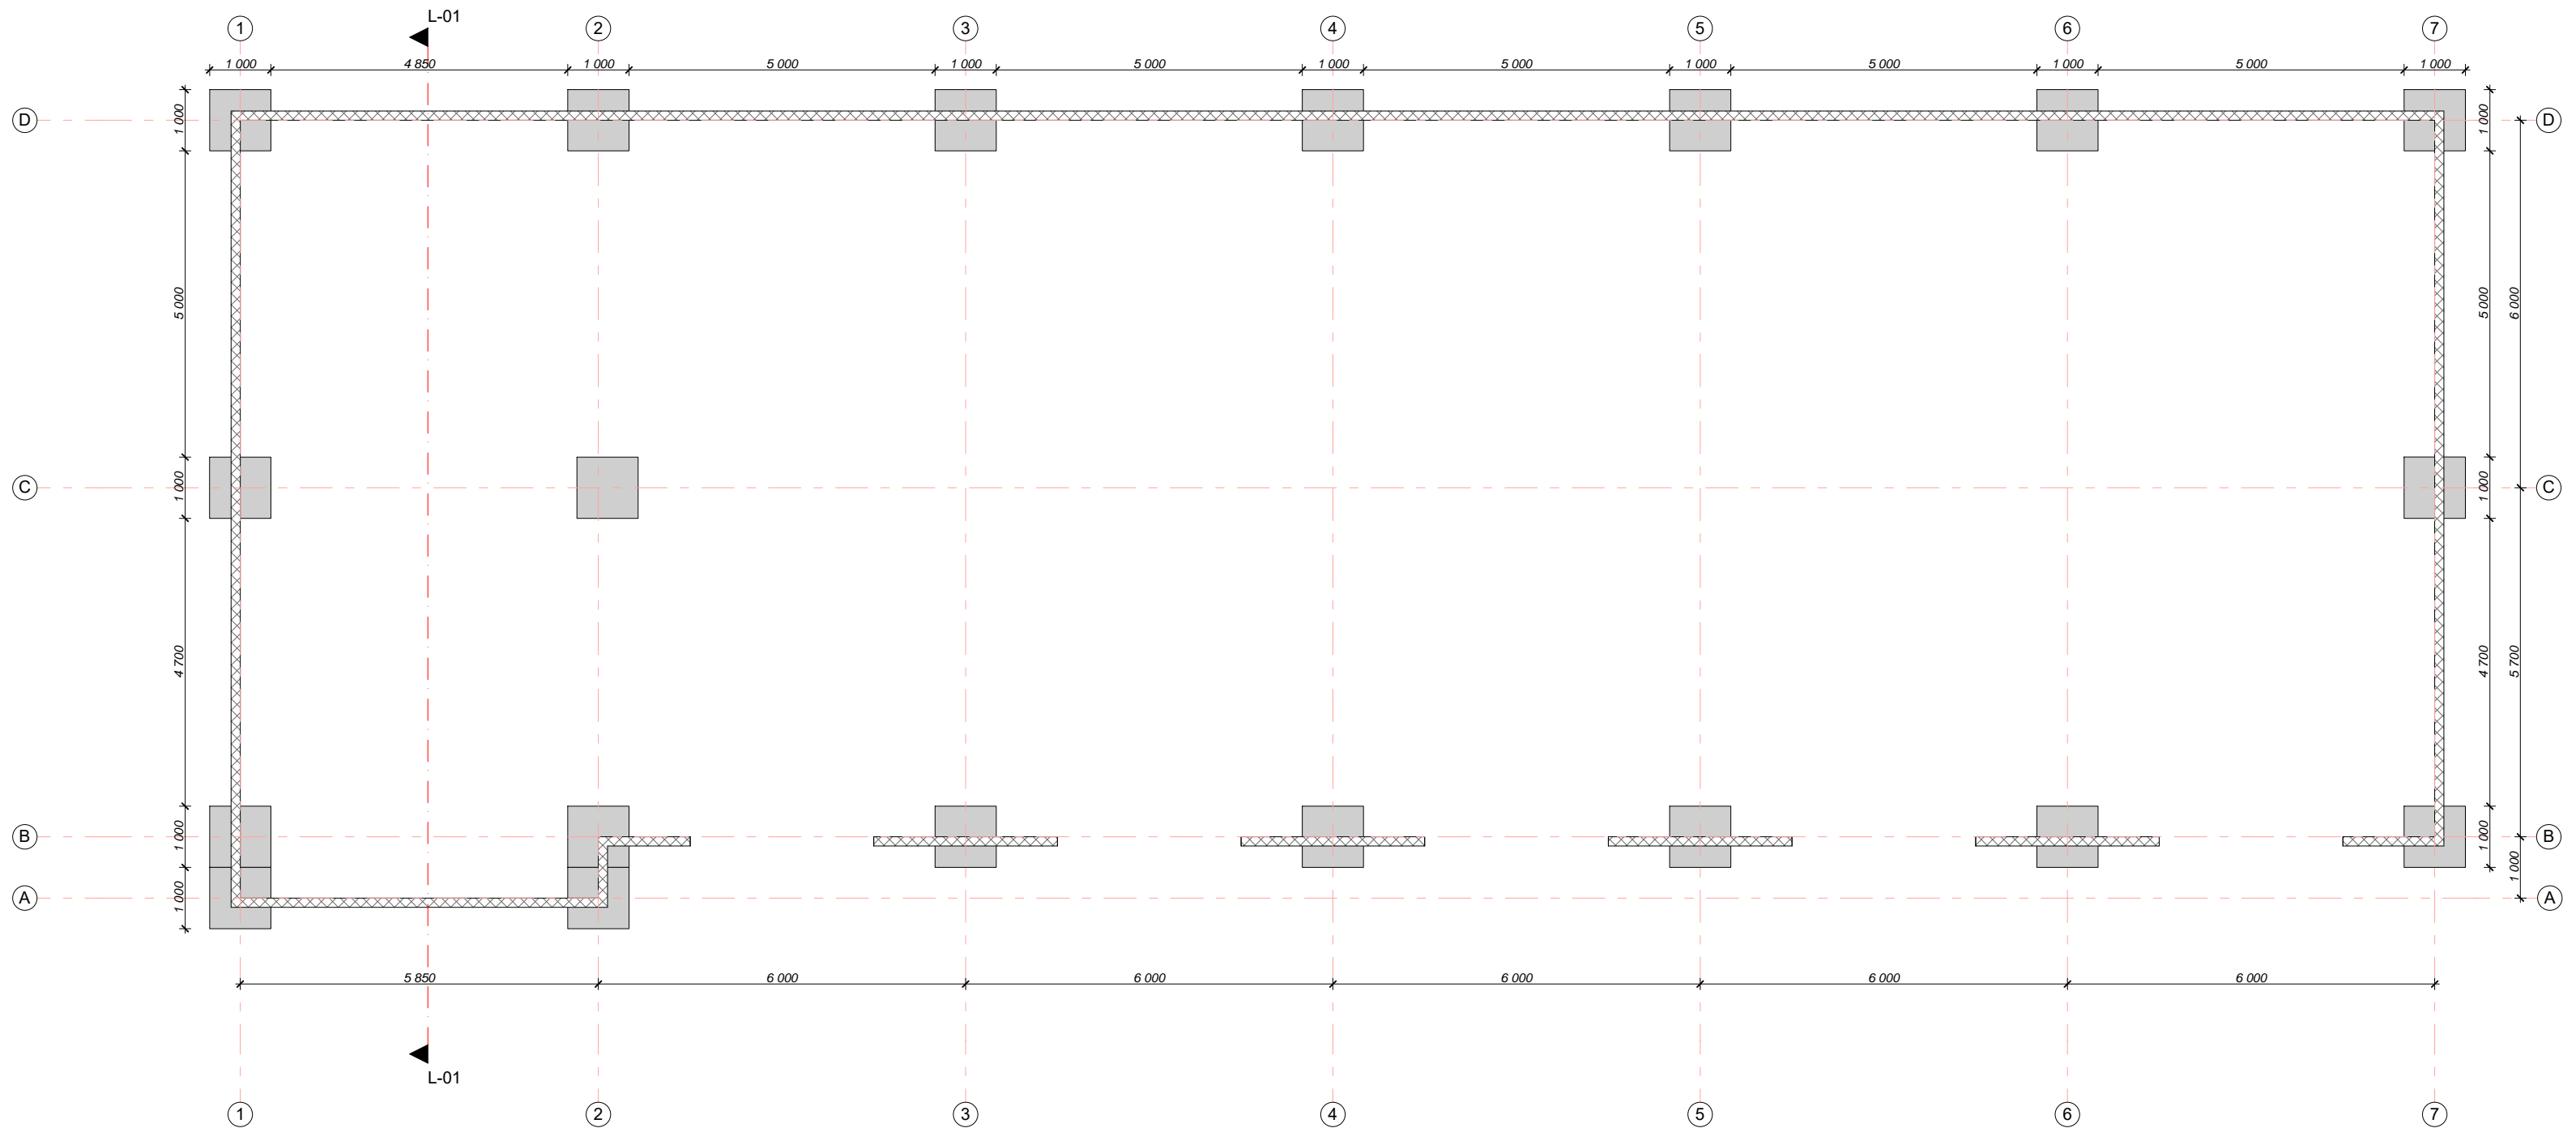 L-01
1 2 3 4 5 6 7
1 000 4 850 1 000 5 000 1 000 5 000 1 000 5 000 1 000 5 000 1 000 5 000 1 000
D 1 000 1 000 D
5 000 5 000 6 000
C 1 000 1 000 C
4 700 4 700 5 700
B 1 000 1 000 B
A 1 000 1 000 A
5 850 6 000 6 000 6 000 6 000 6 000
L-01
1 2 3 4 5 6 7